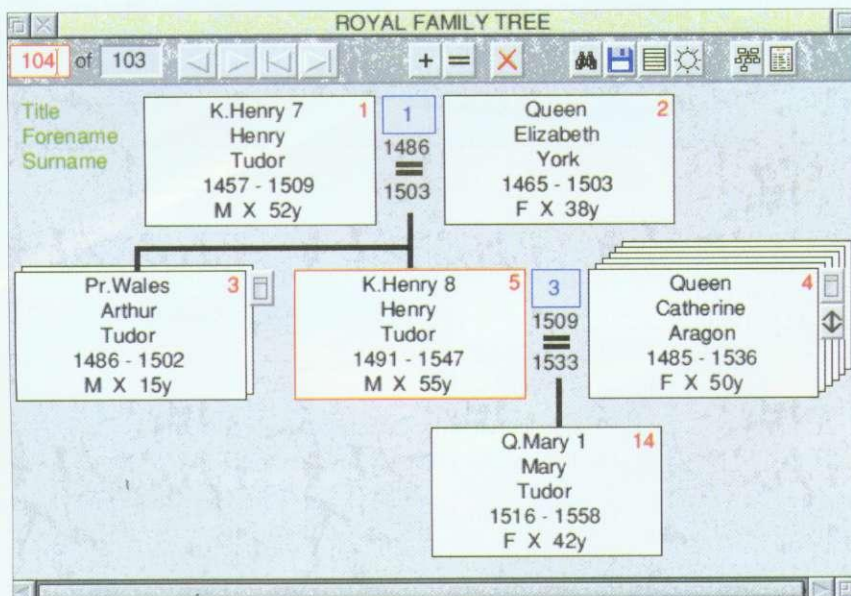 ROYAL FAMILY TREE
104 of 103
Title
Forename
Surname
K.Henry 7 1
Henry
Tudor
1457 - 1509
M X 52y
1
1486
1503
Queen 2
Elizabeth
York
1465 - 1503
F X 38y
Pr.Wales 3
Arthur
Tudor
1486 - 1502
M X 15y
K.Henry 8 5
Henry
Tudor
1491 - 1547
M X 55y
3
1509
1533
Queen 4
Catherine
Aragon
1485 - 1536
F X 50y
Q.Mary 1 14
Mary
Tudor
1516 - 1558
F X 42y